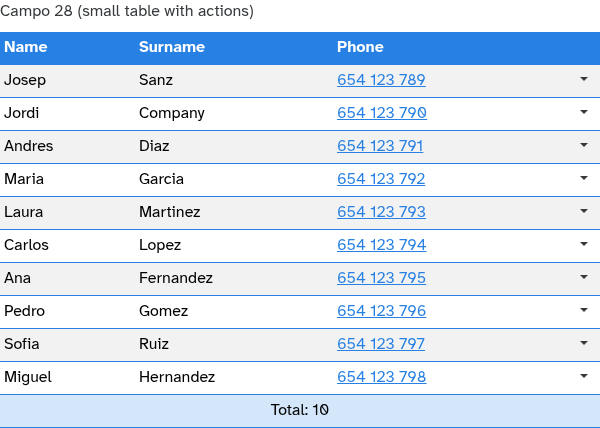 Campo 28 (small table with actions)
Name Surname Phone
Josep Sanz 654 123 789
Jordi Company 654 123 790
Andres Diaz 654 123 791
Maria Garcia 654 123 792
Laura Martinez 654 123 793
Carlos Lopez 654 123 794
Ana Fernandez 654 123 795
Pedro Gomez 654 123 796
Sofia Ruiz 654 123 797
Miguel Hernandez 654 123 798
Total: 10